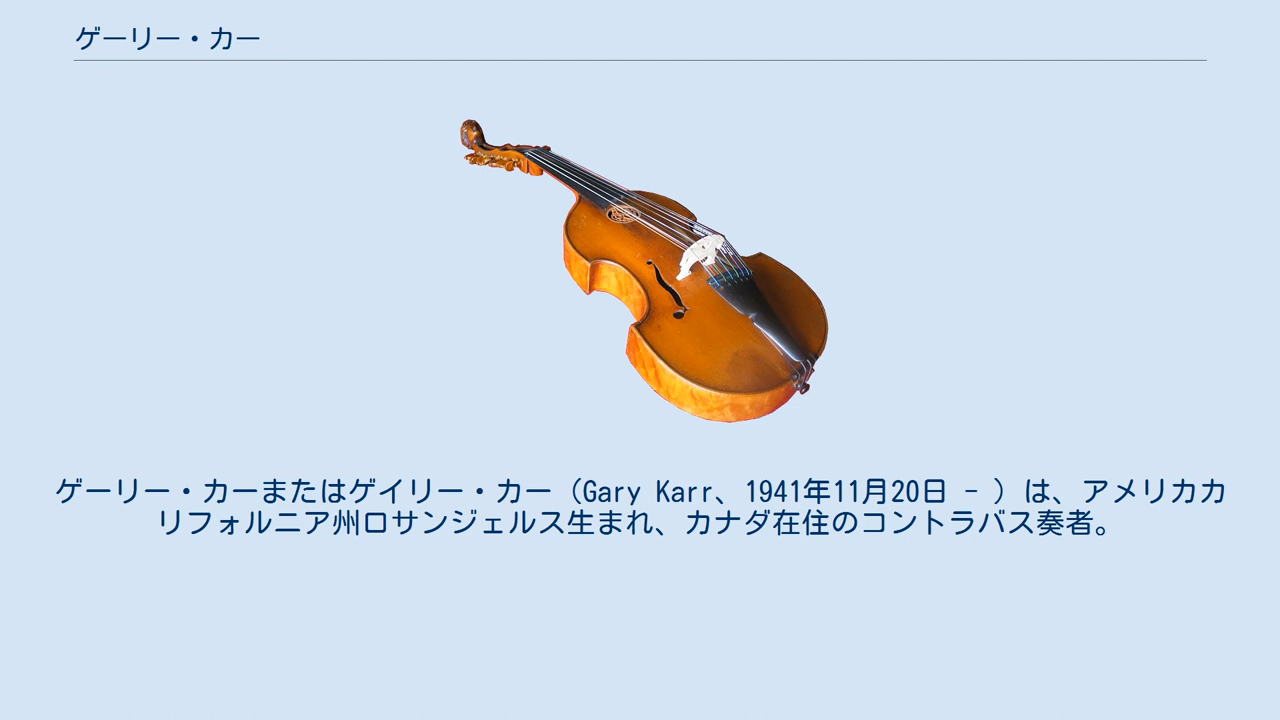 ゲーリー・カー
ゲーリー・カーまたはゲイリー・カー（Gary Karr、1941年11月20日 - ）は、アメリカカ
リフォルニア州ロサンジェルス生まれ、カナダ在住のコントラバス奏者。